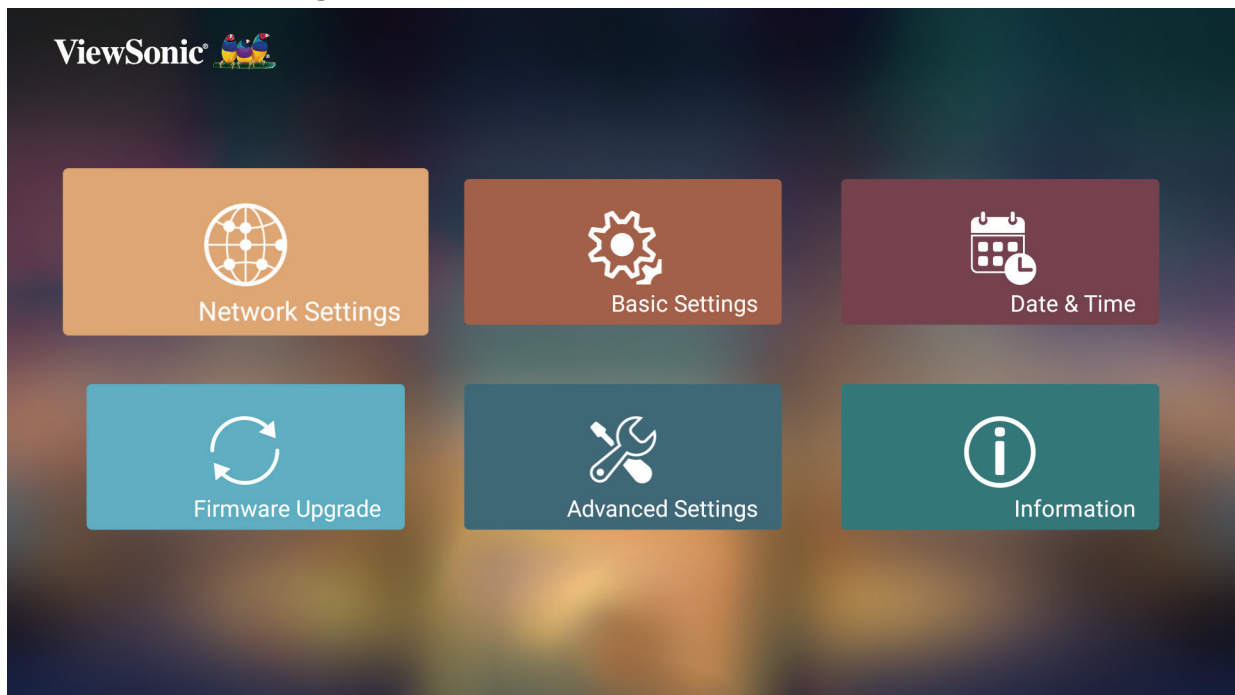 ViewSonic®
Network Settings
Basic Settings
Date & Time
Firmware Upgrade
Advanced Settings
Information